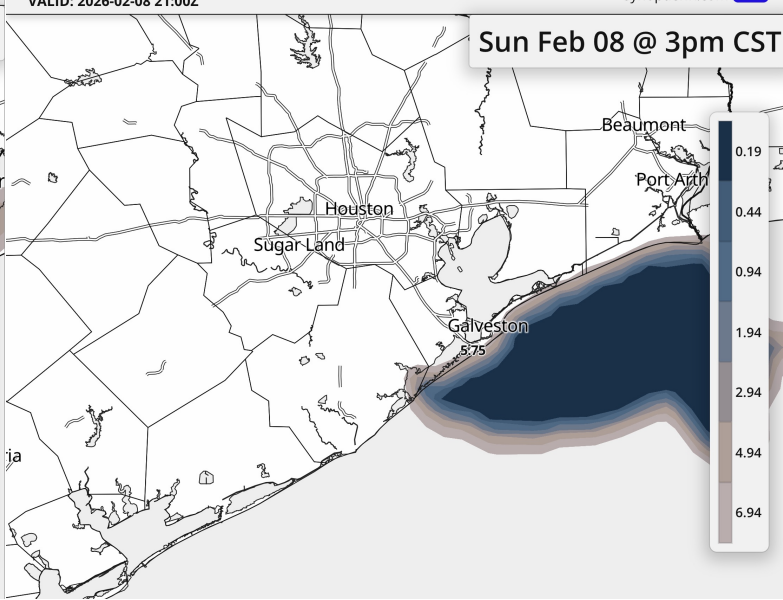 VALID: 2026-02-08 21:00Z
Sun Feb 08 @ 3pm CST
Beaumont
Port Arth
Houston
Sugar Land
Galveston
5.75
ria
0.19
0.44
0.94
1.94
2.94
4.94
6.94